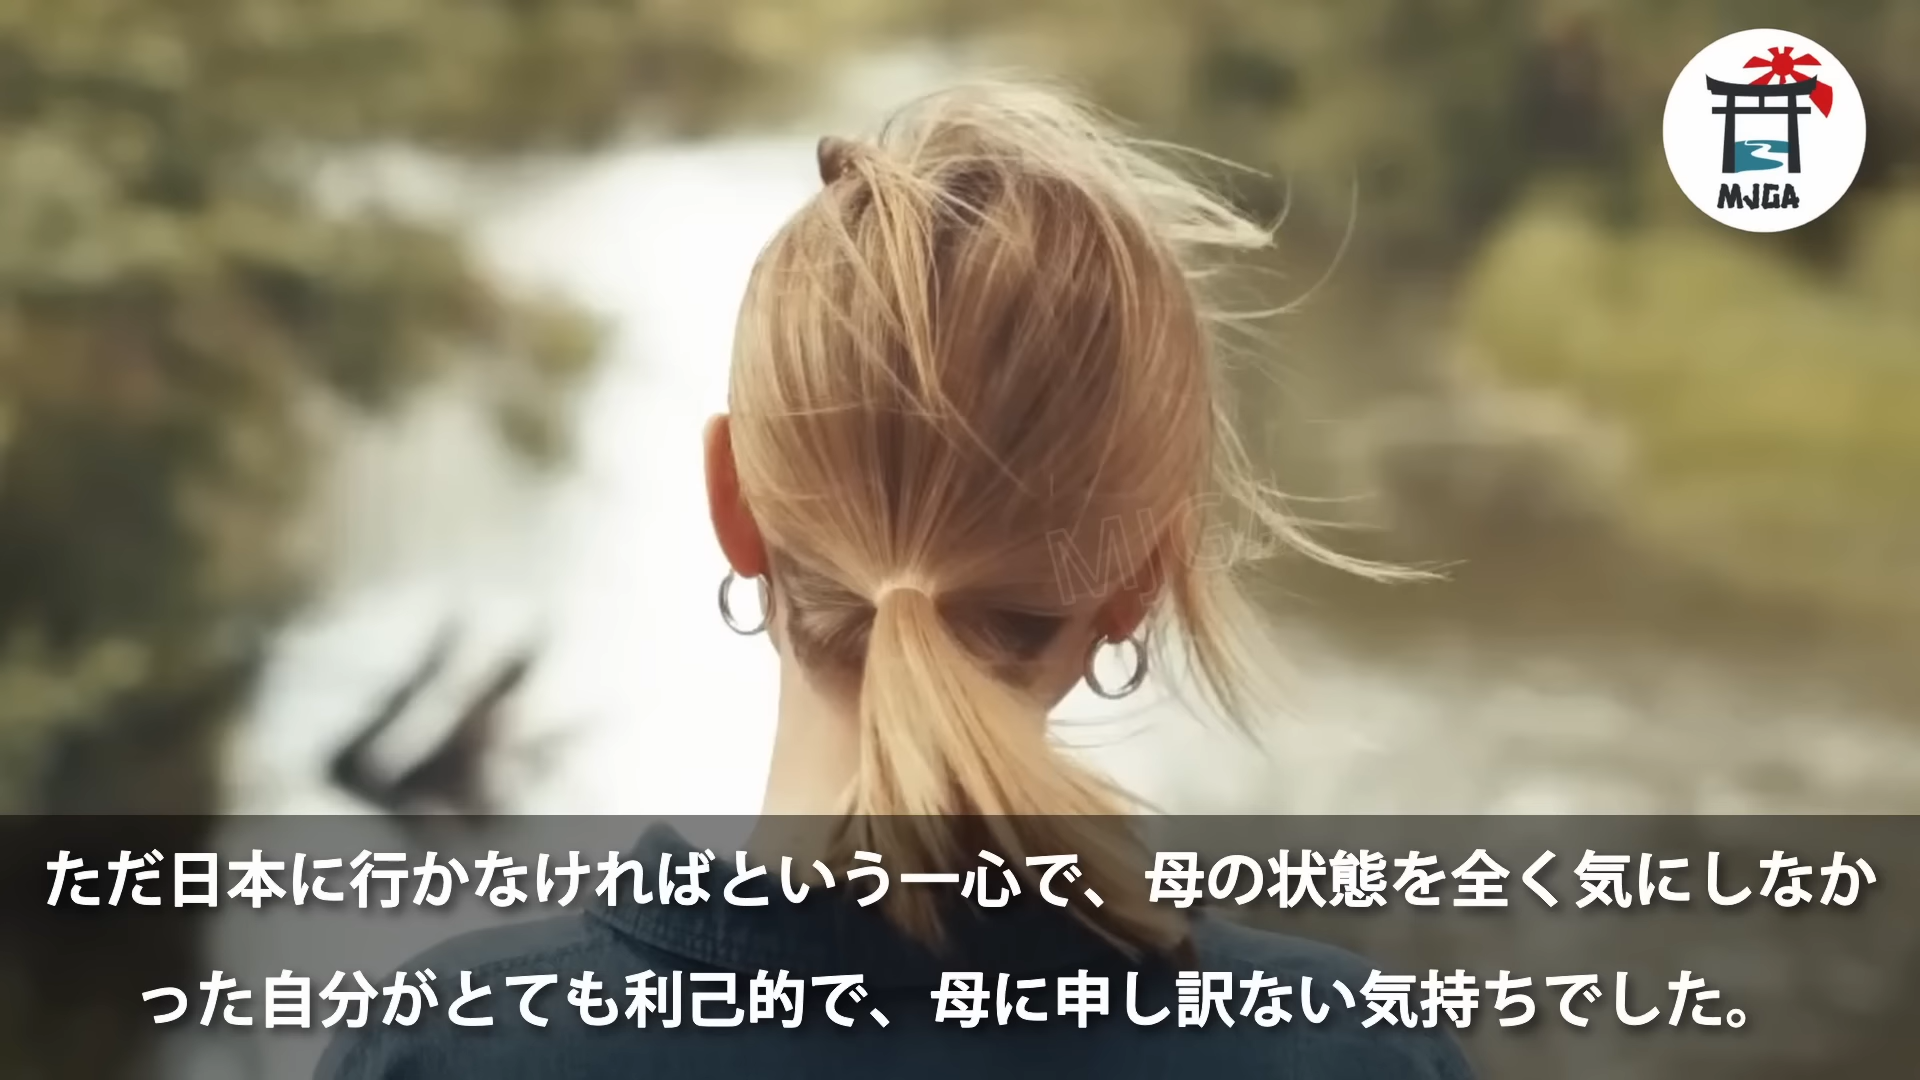 MJGA
MJGA
ただ日本に行かなければという一心で、母の状態を全く気にしなか
った自分がとても利己的で、母に申し訳ない気持ちでした。